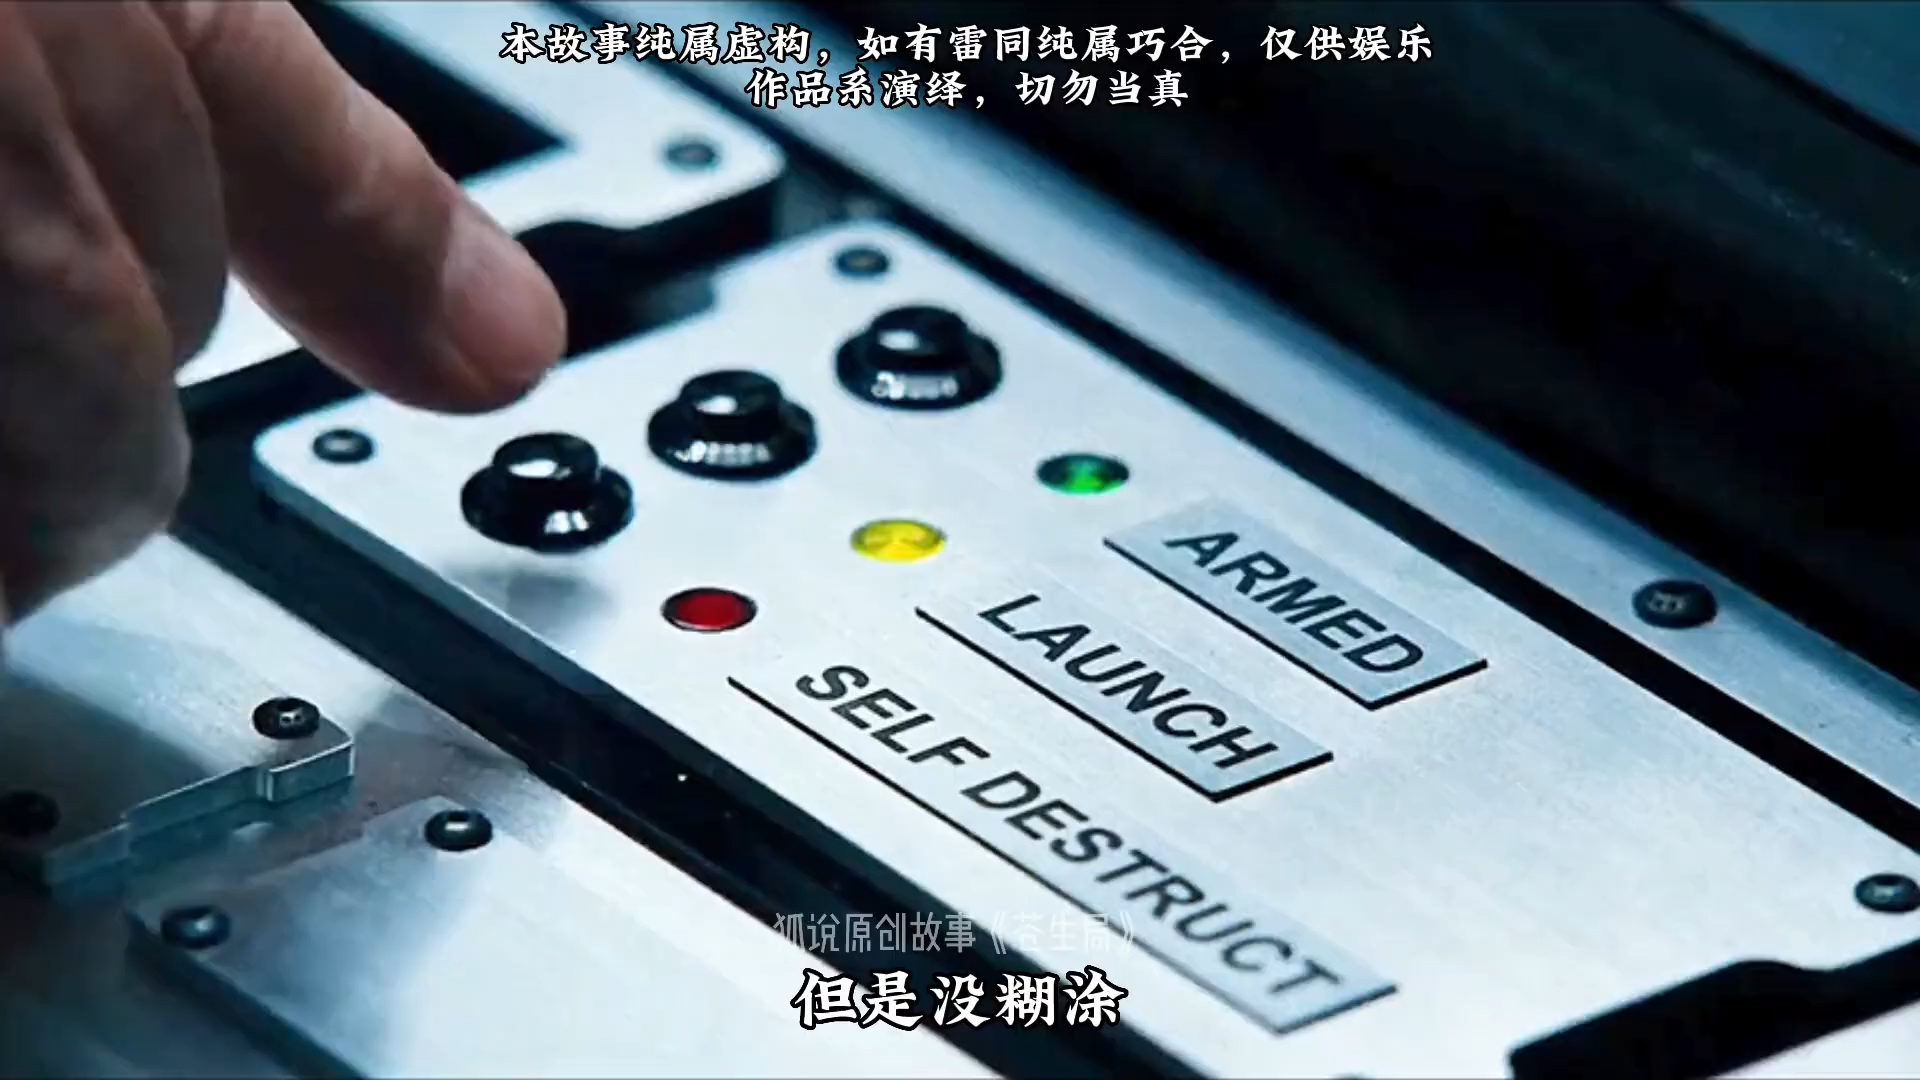 本故事纯属虚构，如有雷同纯属巧合，仅供娱乐
作品系演绎，切勿当真
ARMED
LAUNCH
SELF DESTRUCT
狐说原创故事《苍生局》
但是没糊涂